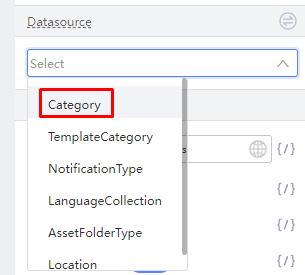 Datasource
Select
Category
TemplateCategory
NotificationType
{/}
LanguageCollection
{/}
AssetFolderType
{/}
Location
{/}